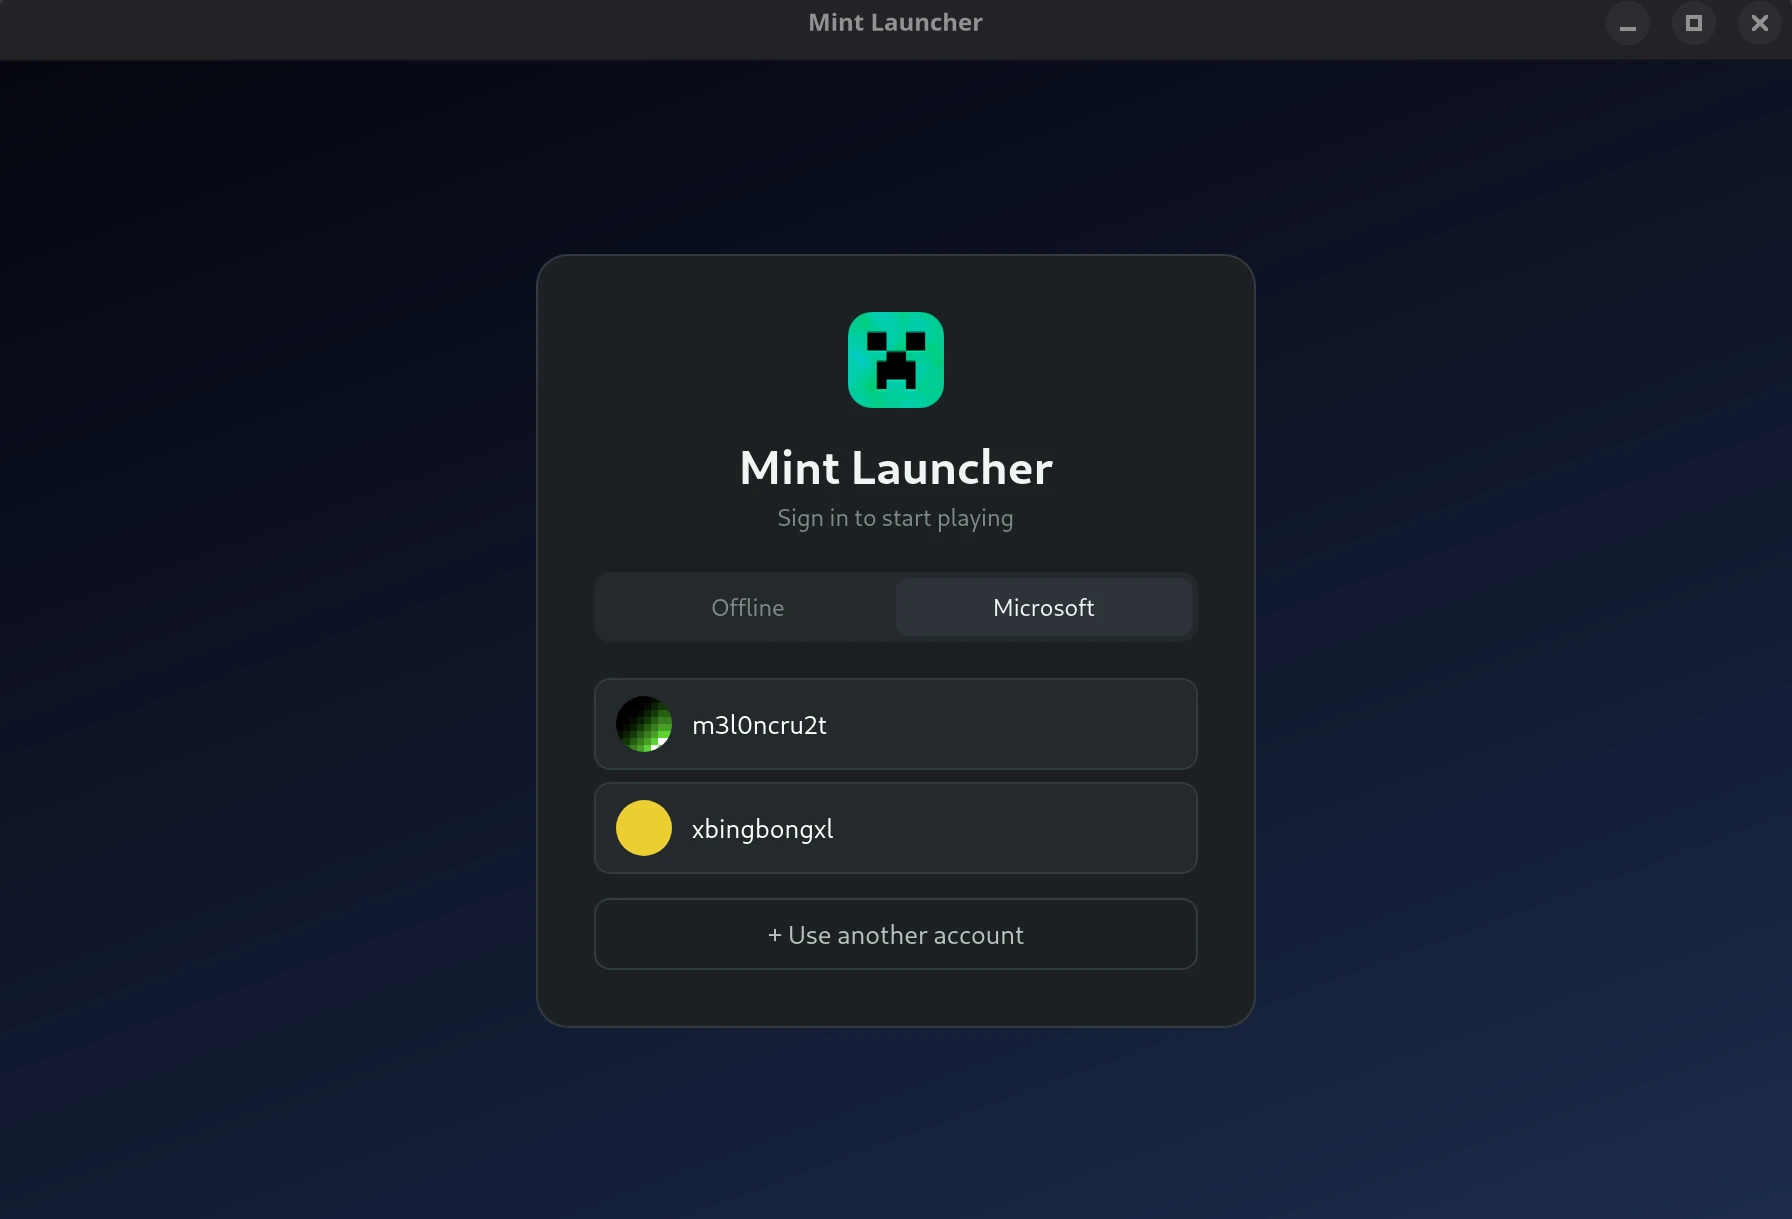 Mint Launcher
Mint Launcher
Sign in to start playing
Offline
Microsoft
m3l0ncru2t
xbingbongxl
+ Use another account